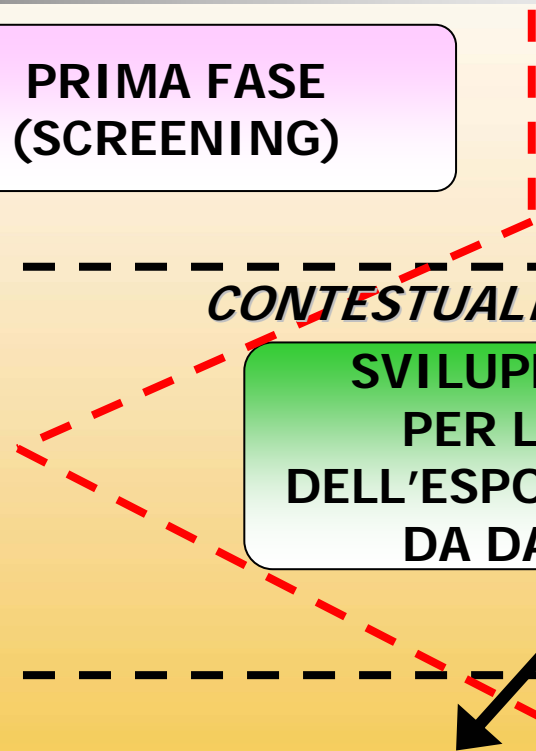 PRIMA FASE
(SCREENING)
CONTESTUAL
SVILUP
PER L
DELL'ESPO
DA DA